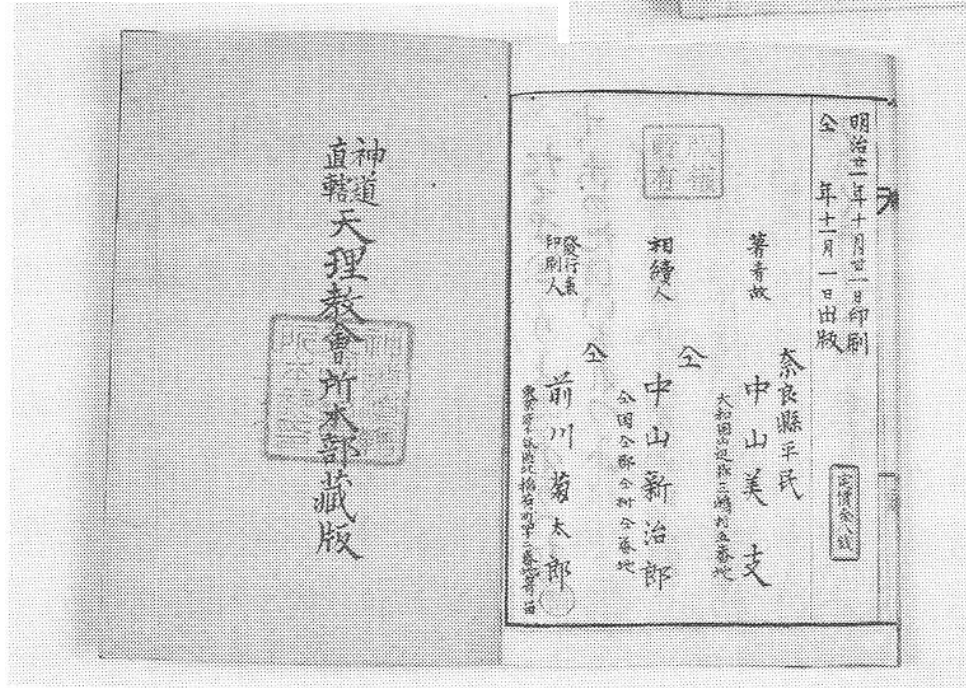 明治廿一年十月廿一日印刷
仝 年十一月一日出版
定價金八戔
奈良縣平民
著者故 中山美支
大和國山辺郡三嶋村五番地
仝
相續人 中山新治郎
仝国仝郡仝村仝番地
仝
發行兼
印刷人 前川菊太郎
神道
直轄
天理教會所本部藏版